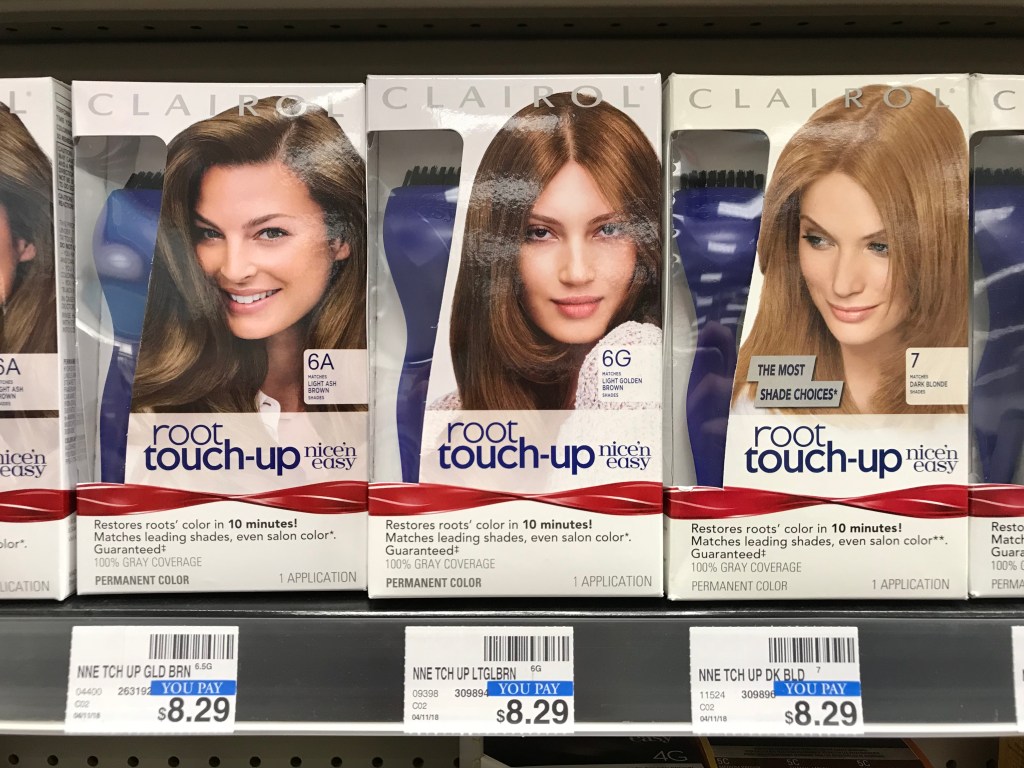 CLAIROL
6A
MATCHES
LIGHT ASH
BROWN
SHADES
root
touch-up
nice'n
easy
Restores roots' color in 10 minutes!
Matches leading shades, even salon color*.
Guaranteed‡
100% GRAY COVERAGE
PERMANENT COLOR
1 APPLICATION
CLAIROL®
6G
MATCHES
LIGHT GOLDEN
BROWN
SHADES
root
touch-up
nice'n
easy
Restores roots' color in 10 minutes!
Matches leading shades, even salon color*.
Guaranteed‡
100% GRAY COVERAGE
PERMANENT COLOR
1 APPLICATION
CLAIROL®
THE MOST
SHADE CHOICES*
7
MATCHES
DARK BLONDE
SHADES
root
touch-up
nice'n
easy
Restores roots' color in 10 minutes!
Matches leading shades, even salon color**.
Guaranteed‡
100% GRAY COVERAGE
PERMANENT COLOR
1 APPLICATION
6A
SHADES
easy
NNE TCH UP GLD BRN 6.5G
04400 263192
YOU PAY
C02
04/11/18
$8.29
NNE TCH UP LTGLBRN 6G
09398 309894
YOU PAY
C02
04/11/18
$8.29
NNE TCH UP DK BLD 7
11524 309896
YOU PAY
C02
04/11/18
$8.29
4G